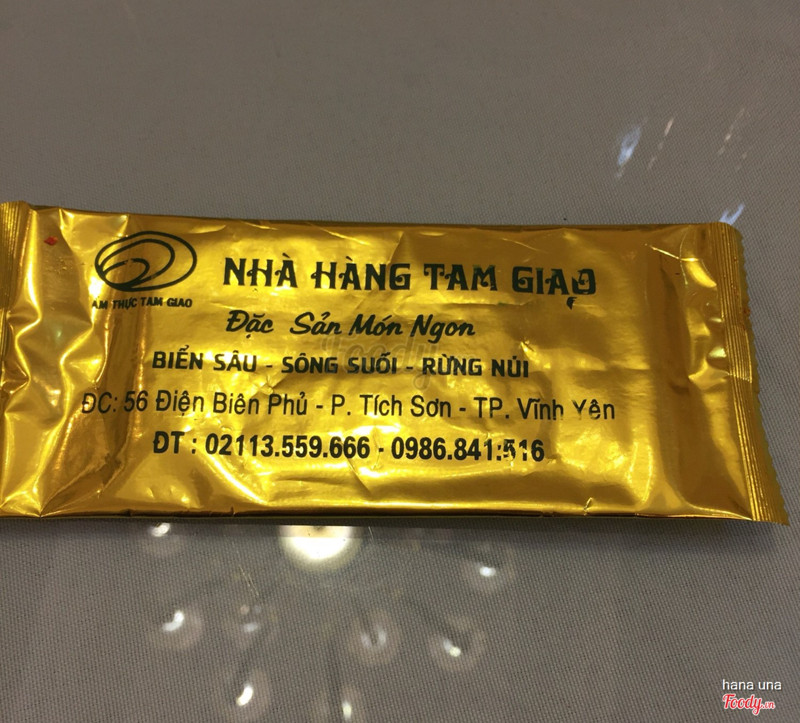 NHÀ HÀNG TAM GIAO
ẨM THỰC TAM GIAO
Đặc Sản Món Ngon
BIỂN SÂU - SÔNG SUỐI - RỪNG NÚI
ĐC: 56 Điện Biên Phủ - P. Tích Sơn - TP. Vĩnh Yên
ĐT : 02113.559.666 - 0986.841.516
hana una
Foody.vn